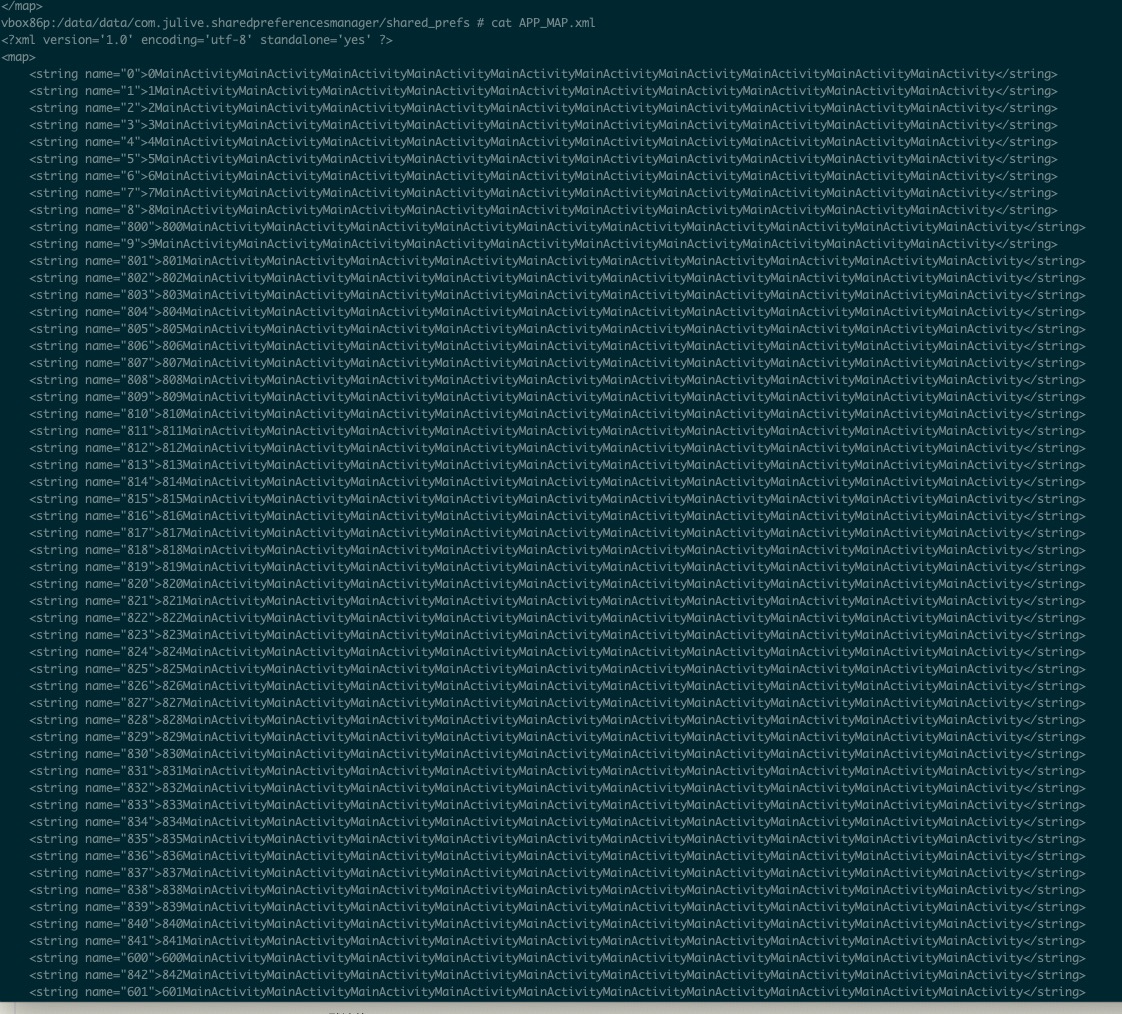 </map>
vbox86p:/data/data/com.julive.sharedpreferencesmanager/shared_prefs # cat APP_MAP.xml
<?xml version='1.0' encoding='utf-8' standalone='yes' ?>
<map>
<string name="0">0MainActivityMainActivityMainActivityMainActivityMainActivityMainActivityMainActivityMainActivityMainActivityMainActivity</string>
<string name="1">1MainActivityMainActivityMainActivityMainActivityMainActivityMainActivityMainActivityMainActivityMainActivityMainActivity</string>
<string name="2">2MainActivityMainActivityMainActivityMainActivityMainActivityMainActivityMainActivityMainActivityMainActivityMainActivity</string>
<string name="3">3MainActivityMainActivityMainActivityMainActivityMainActivityMainActivityMainActivityMainActivityMainActivityMainActivity</string>
<string name="4">4MainActivityMainActivityMainActivityMainActivityMainActivityMainActivityMainActivityMainActivityMainActivityMainActivity</string>
<string name="5">5MainActivityMainActivityMainActivityMainActivityMainActivityMainActivityMainActivityMainActivityMainActivityMainActivity</string>
<string name="6">6MainActivityMainActivityMainActivityMainActivityMainActivityMainActivityMainActivityMainActivityMainActivityMainActivity</string>
<string name="7">7MainActivityMainActivityMainActivityMainActivityMainActivityMainActivityMainActivityMainActivityMainActivityMainActivity</string>
<string name="8">8MainActivityMainActivityMainActivityMainActivityMainActivityMainActivityMainActivityMainActivityMainActivityMainActivity</string>
<string name="800">800MainActivityMainActivityMainActivityMainActivityMainActivityMainActivityMainActivityMainActivityMainActivityMainActivity</string>
<string name="9">9MainActivityMainActivityMainActivityMainActivityMainActivityMainActivityMainActivityMainActivityMainActivityMainActivity</string>
<string name="801">801MainActivityMainActivityMainActivityMainActivityMainActivityMainActivityMainActivityMainActivityMainActivityMainActivity</string>
<string name="802">802MainActivityMainActivityMainActivityMainActivityMainActivityMainActivityMainActivityMainActivityMainActivityMainActivity</string>
<string name="803">803MainActivityMainActivityMainActivityMainActivityMainActivityMainActivityMainActivityMainActivityMainActivityMainActivity</string>
<string name="804">804MainActivityMainActivityMainActivityMainActivityMainActivityMainActivityMainActivityMainActivityMainActivityMainActivity</string>
<string name="805">805MainActivityMainActivityMainActivityMainActivityMainActivityMainActivityMainActivityMainActivityMainActivityMainActivity</string>
<string name="806">806MainActivityMainActivityMainActivityMainActivityMainActivityMainActivityMainActivityMainActivityMainActivityMainActivity</string>
<string name="807">807MainActivityMainActivityMainActivityMainActivityMainActivityMainActivityMainActivityMainActivityMainActivityMainActivity</string>
<string name="808">808MainActivityMainActivityMainActivityMainActivityMainActivityMainActivityMainActivityMainActivityMainActivityMainActivity</string>
<string name="809">809MainActivityMainActivityMainActivityMainActivityMainActivityMainActivityMainActivityMainActivityMainActivityMainActivity</string>
<string name="810">810MainActivityMainActivityMainActivityMainActivityMainActivityMainActivityMainActivityMainActivityMainActivityMainActivity</string>
<string name="811">811MainActivityMainActivityMainActivityMainActivityMainActivityMainActivityMainActivityMainActivityMainActivityMainActivity</string>
<string name="812">812MainActivityMainActivityMainActivityMainActivityMainActivityMainActivityMainActivityMainActivityMainActivityMainActivity</string>
<string name="813">813MainActivityMainActivityMainActivityMainActivityMainActivityMainActivityMainActivityMainActivityMainActivityMainActivity</string>
<string name="814">814MainActivityMainActivityMainActivityMainActivityMainActivityMainActivityMainActivityMainActivityMainActivityMainActivity</string>
<string name="815">815MainActivityMainActivityMainActivityMainActivityMainActivityMainActivityMainActivityMainActivityMainActivityMainActivity</string>
<string name="816">816MainActivityMainActivityMainActivityMainActivityMainActivityMainActivityMainActivityMainActivityMainActivityMainActivity</string>
<string name="817">817MainActivityMainActivityMainActivityMainActivityMainActivityMainActivityMainActivityMainActivityMainActivityMainActivity</string>
<string name="818">818MainActivityMainActivityMainActivityMainActivityMainActivityMainActivityMainActivityMainActivityMainActivityMainActivity</string>
<string name="819">819MainActivityMainActivityMainActivityMainActivityMainActivityMainActivityMainActivityMainActivityMainActivityMainActivity</string>
<string name="820">820MainActivityMainActivityMainActivityMainActivityMainActivityMainActivityMainActivityMainActivityMainActivityMainActivity</string>
<string name="821">821MainActivityMainActivityMainActivityMainActivityMainActivityMainActivityMainActivityMainActivityMainActivityMainActivity</string>
<string name="822">822MainActivityMainActivityMainActivityMainActivityMainActivityMainActivityMainActivityMainActivityMainActivityMainActivity</string>
<string name="823">823MainActivityMainActivityMainActivityMainActivityMainActivityMainActivityMainActivityMainActivityMainActivityMainActivity</string>
<string name="824">824MainActivityMainActivityMainActivityMainActivityMainActivityMainActivityMainActivityMainActivityMainActivityMainActivity</string>
<string name="825">825MainActivityMainActivityMainActivityMainActivityMainActivityMainActivityMainActivityMainActivityMainActivityMainActivity</string>
<string name="826">826MainActivityMainActivityMainActivityMainActivityMainActivityMainActivityMainActivityMainActivityMainActivityMainActivity</string>
<string name="827">827MainActivityMainActivityMainActivityMainActivityMainActivityMainActivityMainActivityMainActivityMainActivityMainActivity</string>
<string name="828">828MainActivityMainActivityMainActivityMainActivityMainActivityMainActivityMainActivityMainActivityMainActivityMainActivity</string>
<string name="829">829MainActivityMainActivityMainActivityMainActivityMainActivityMainActivityMainActivityMainActivityMainActivityMainActivity</string>
<string name="830">830MainActivityMainActivityMainActivityMainActivityMainActivityMainActivityMainActivityMainActivityMainActivityMainActivity</string>
<string name="831">831MainActivityMainActivityMainActivityMainActivityMainActivityMainActivityMainActivityMainActivityMainActivityMainActivity</string>
<string name="832">832MainActivityMainActivityMainActivityMainActivityMainActivityMainActivityMainActivityMainActivityMainActivityMainActivity</string>
<string name="833">833MainActivityMainActivityMainActivityMainActivityMainActivityMainActivityMainActivityMainActivityMainActivityMainActivity</string>
<string name="834">834MainActivityMainActivityMainActivityMainActivityMainActivityMainActivityMainActivityMainActivityMainActivityMainActivity</string>
<string name="835">835MainActivityMainActivityMainActivityMainActivityMainActivityMainActivityMainActivityMainActivityMainActivityMainActivity</string>
<string name="836">836MainActivityMainActivityMainActivityMainActivityMainActivityMainActivityMainActivityMainActivityMainActivityMainActivity</string>
<string name="837">837MainActivityMainActivityMainActivityMainActivityMainActivityMainActivityMainActivityMainActivityMainActivityMainActivity</string>
<string name="838">838MainActivityMainActivityMainActivityMainActivityMainActivityMainActivityMainActivityMainActivityMainActivityMainActivity</string>
<string name="839">839MainActivityMainActivityMainActivityMainActivityMainActivityMainActivityMainActivityMainActivityMainActivityMainActivity</string>
<string name="840">840MainActivityMainActivityMainActivityMainActivityMainActivityMainActivityMainActivityMainActivityMainActivityMainActivity</string>
<string name="841">841MainActivityMainActivityMainActivityMainActivityMainActivityMainActivityMainActivityMainActivityMainActivityMainActivity</string>
<string name="600">600MainActivityMainActivityMainActivityMainActivityMainActivityMainActivityMainActivityMainActivityMainActivityMainActivity</string>
<string name="842">842MainActivityMainActivityMainActivityMainActivityMainActivityMainActivityMainActivityMainActivityMainActivityMainActivity</string>
<string name="601">601MainActivityMainActivityMainActivityMainActivityMainActivityMainActivityMainActivityMainActivityMainActivityMainActivity</string>